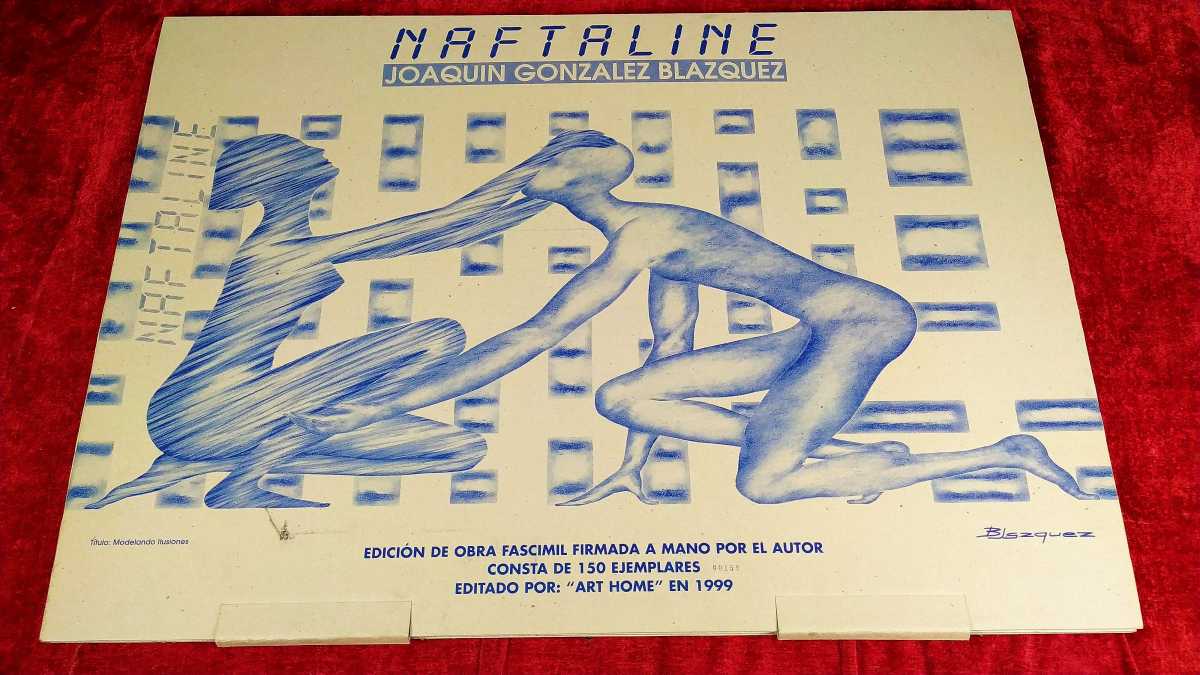 NAFTALINE
JOAQUIN GONZALEZ BLAZQUEZ
NAFTALINE
Título: Modelando Ilusiones
Blazquez
EDICIÓN DE OBRA FASCIMIL FIRMADA A MANO POR EL AUTOR
CONSTA DE 150 EJEMPLARES
EDITADO POR: “ART HOME” EN 1999